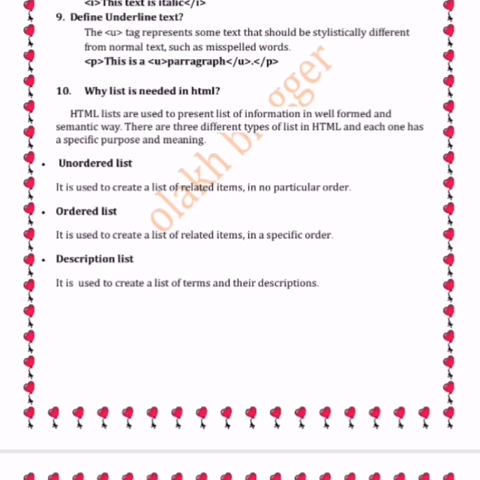 <i>This text is italic</i>
9. Define Underline text?
The <u> tag represents some text that should be stylistically different
from normal text, such as misspelled words.
<p>This is a <u>parragraph</u>.</p>
10. Why list is needed in html?
HTML lists are used to present list of information in well formed and
semantic way. There are three different types of list in HTML and each one has
a specific purpose and meaning.
• Unordered list
It is used to create a list of related items, in no particular order.
• Ordered list
It is used to create a list of related items, in a specific order.
• Description list
It is used to create a list of terms and their descriptions.